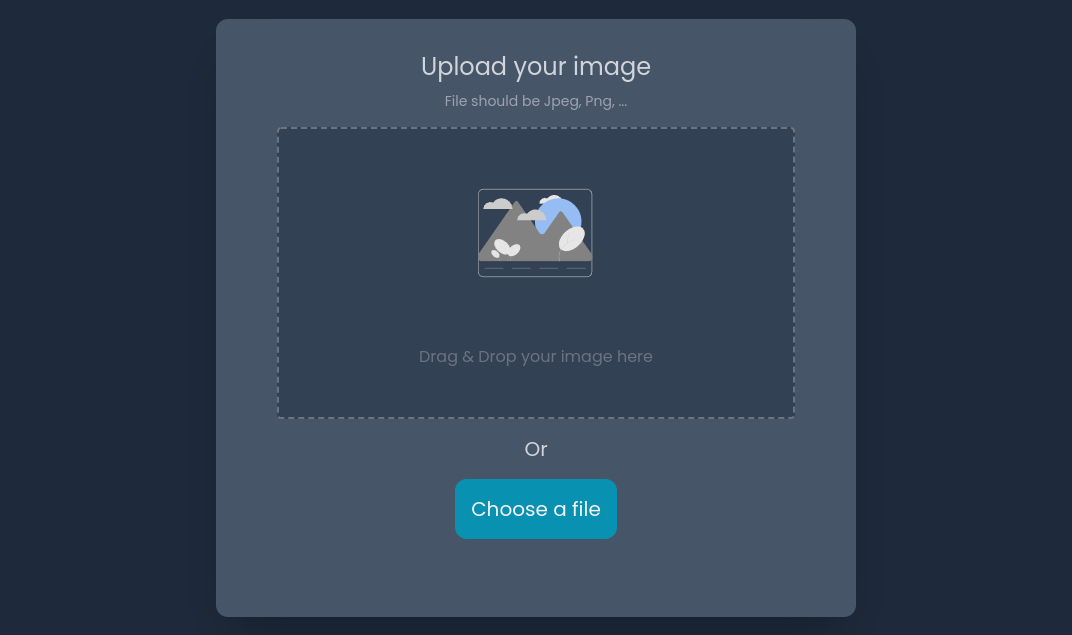 Upload your image
File should be Jpeg, Png, ...
Drag & Drop your image here
Or
Choose a file